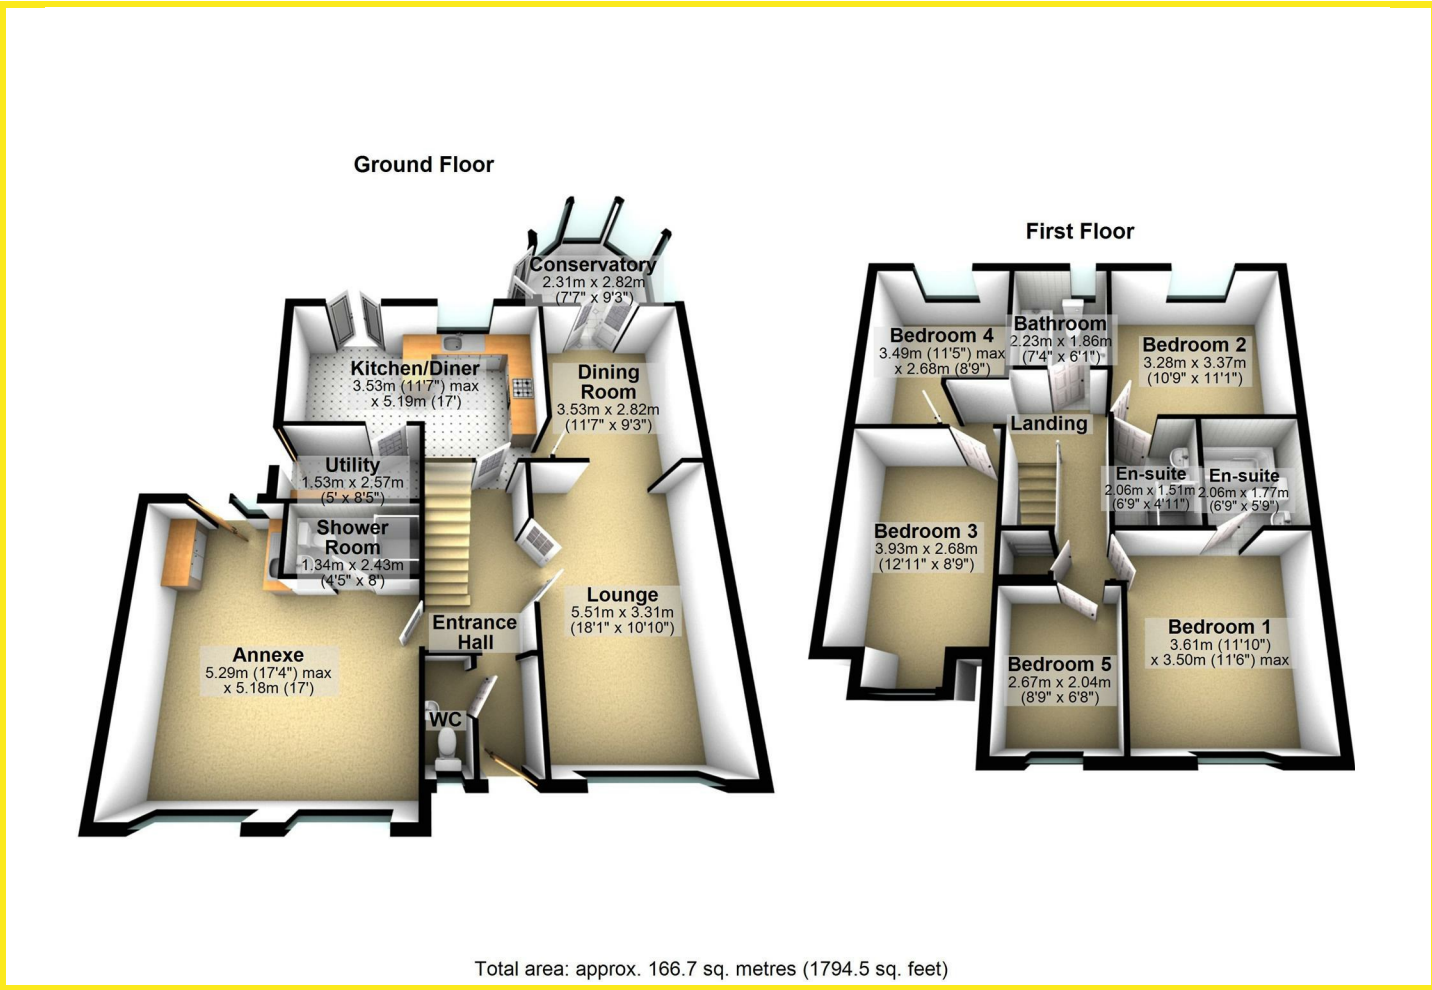 Ground Floor
Conservatory
2.31m x 2.82m
(7'7" x 9'3")
Kitchen/Diner
3.53m (11'7") max
x 5.19m (17')
Dining
Room
3.53m x 2.82m
(11'7" x 9'3")
Utility
1.53m x 2.57m
(5' x 8'5")
Shower
Room
1.34m x 2.43m
(4'5" x 8')
Lounge
5.51m x 3.31m
(18'1" x 10'10")
Entrance
Hall
Annexe
5.29m (17'4") max
x 5.18m (17')
WC
First Floor
Bedroom 4
3.49m (11'5") max
x 2.68m (8'9")
Bathroom
2.23m x 1.86m
(7'4" x 6'1")
Bedroom 2
3.28m x 3.37m
(10'9" x 11'1")
Landing
En-suite
2.06m x 1.51m
(6'9" x 4'11")
En-suite
2.06m x 1.77m
(6'9" x 5'9")
Bedroom 3
3.93m x 2.68m
(12'11" x 8'9")
Bedroom 1
3.61m (11'10")
x 3.50m (11'6") max
Bedroom 5
2.67m x 2.04m
(8'9" x 6'8")
Total area: approx. 166.7 sq. metres (1794.5 sq. feet)